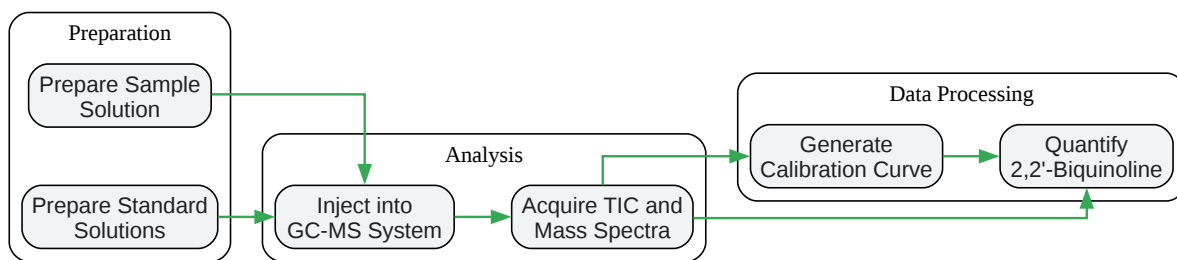 Preparation
Prepare Sample
Solution
Prepare Standard
Solutions
Analysis
Inject into
GC-MS System
Acquire TIC and
Mass Spectra
Data Processing
Generate
Calibration Curve
Quantify
2,2'-Biquinoline